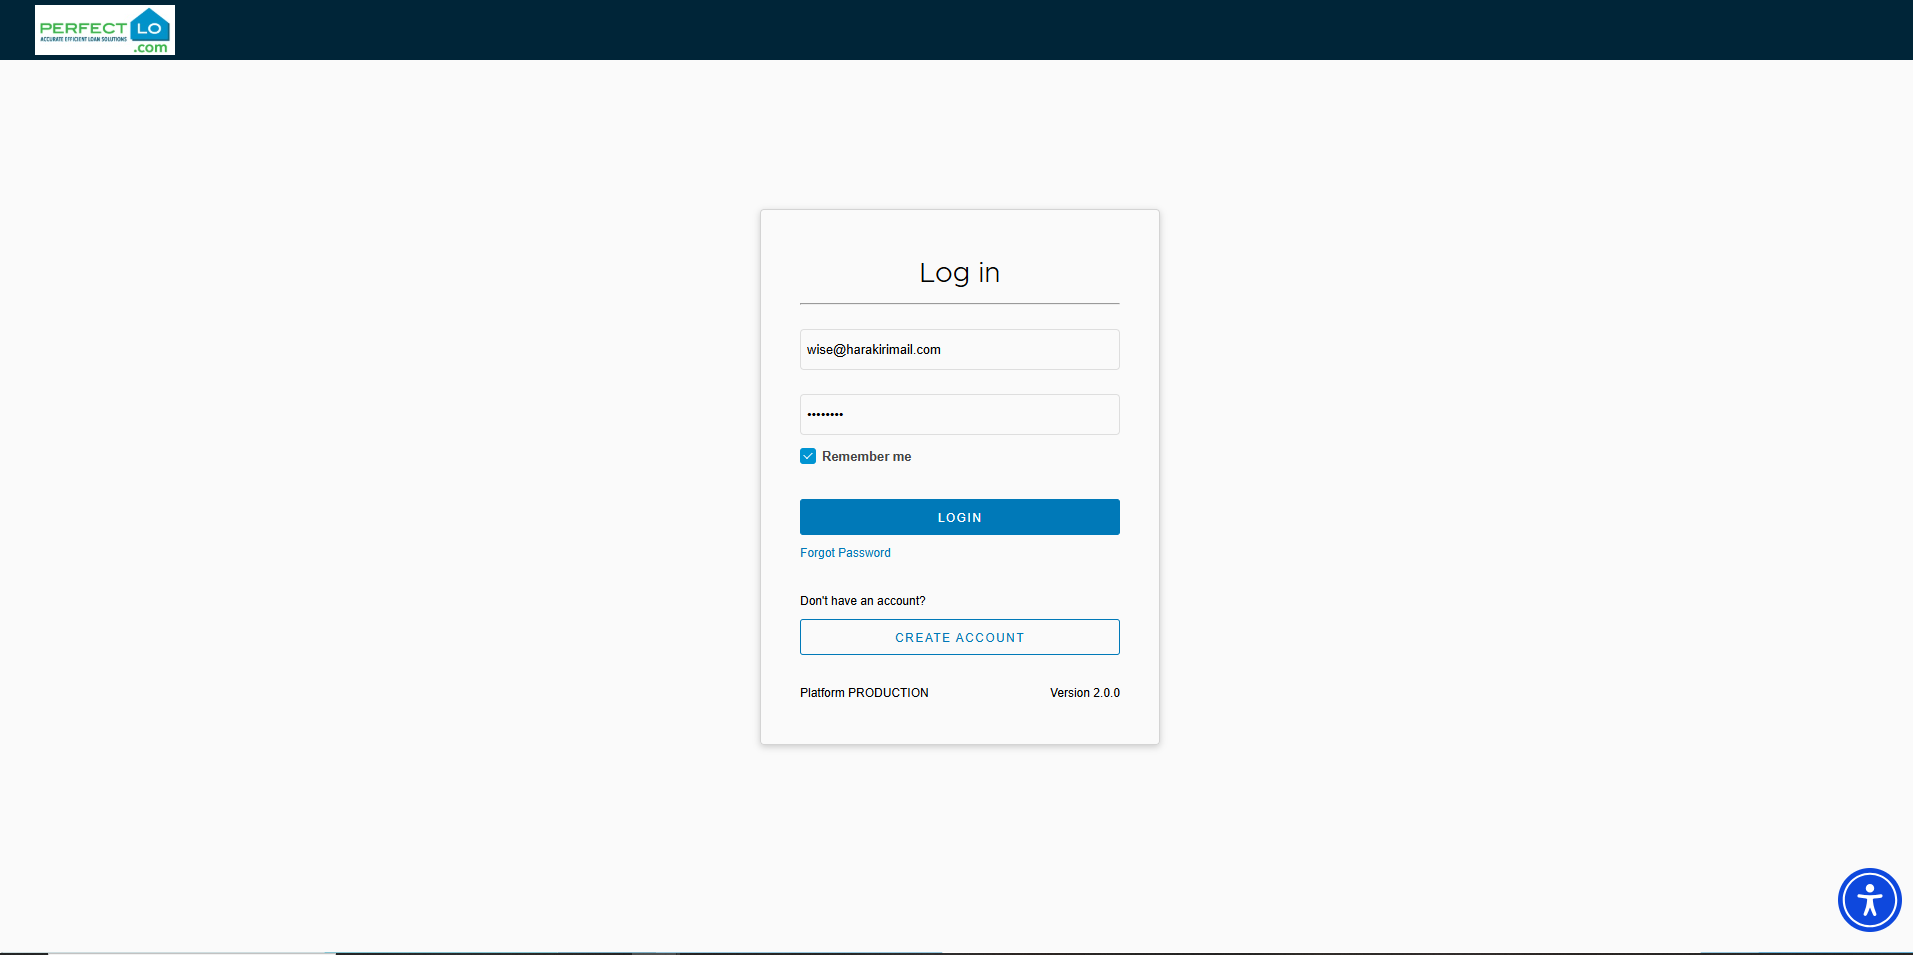 PERFECT LO
ACCURATE EFFICIENT LOAN SOLUTIONS
.com
Log in
wise@harakirimail.com
••••••••
Remember me
LOGIN
Forgot Password
Don't have an account?
CREATE ACCOUNT
Platform PRODUCTION Version 2.0.0